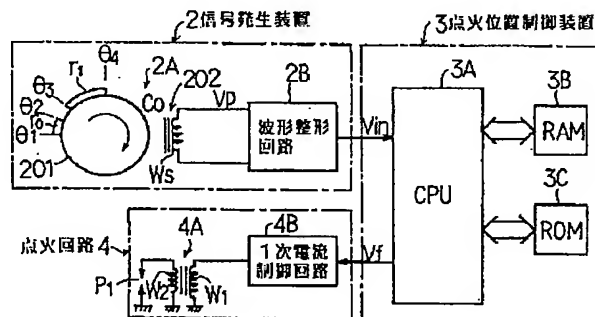 2信号発生装置
3点火位置制御装置
θ4
r1
2A
202
θ3
Co
Vp
2B
3A
3B
θ2
r0
θ1
201
Ws
波形整形
回路
Vin
CPU
RAM
3C
ROM
点火回路4
4A
4B
1次電流
制御回路
Vf
P1
W2
W1